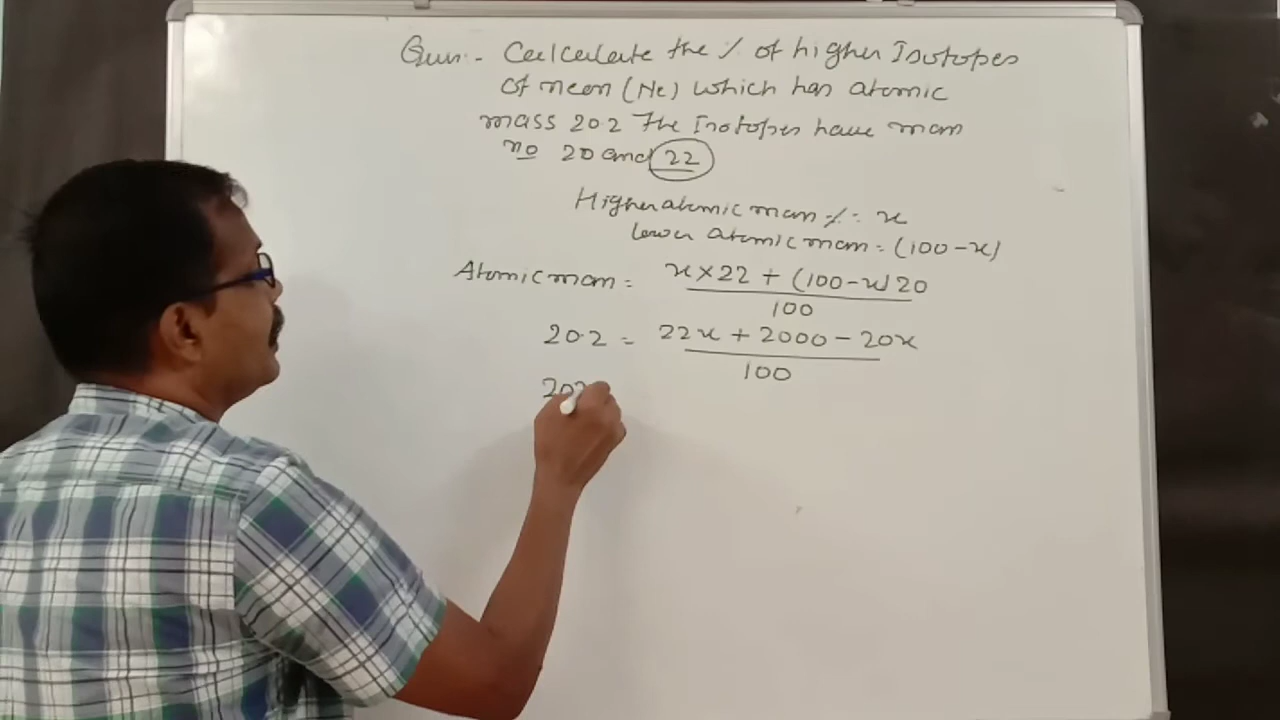 Qun:- Calculate the % of higher Isotopes
of neon (Ne) which has atomic
mass 20.2 The Isotopes have mass
no 20 and 22
Higher atomic mass % = x
Lower atomic mass = (100-x)
Atomic mass = x×22 + (100-x)20
100
20.2 = 22x + 2000 - 20x
100
202